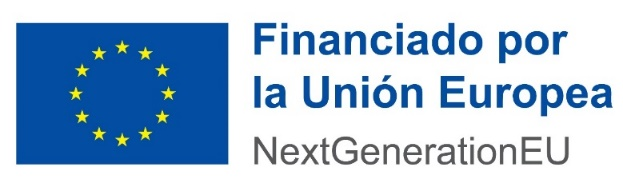 Financiado por
la Unión Europea
NextGenerationEU